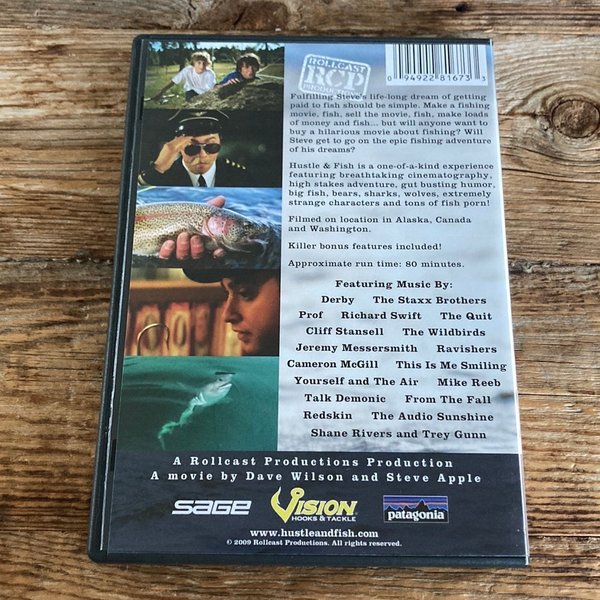 ROLLCAST
RCP
PRODUCTIONS
0 94922 81673 3
Fulfilling Steve's life-long dream of getting
paid to fish should be simple. Make a fishing
movie, fish, sell the movie, fish, make loads
of money and fish... but will anyone want to
buy a hilarious movie about fishing? Will
Steve get to go on the epic fishing adventure
of his dreams?
Hustle & Fish is a one-of-a-kind experience
featuring breathtaking cinematography,
high stakes adventure, gut busting humor,
big fish, bears, sharks, wolves, extremely
strange characters and tons of fish porn!
Filmed on location in Alaska, Canada
and Washington.
Killer bonus features included!
Approximate run time: 80 minutes.
Featuring Music By:
Derby The Staxx Brothers
Prof Richard Swift The Quit
Cliff Stansell The Wildbirds
Jeremy Messersmith Ravishers
Cameron McGill This Is Me Smiling
Yourself and The Air Mike Reeb
Talk Demonic From The Fall
Redskin The Audio Sunshine
Shane Rivers and Trey Gunn
A Rollcast Productions Production
A movie by Dave Wilson and Steve Apple
SAGE VISION patagonia
HOOKS & TACKLE
www.hustleandfish.com
© 2009 Rollcast Productions. All rights reserved.